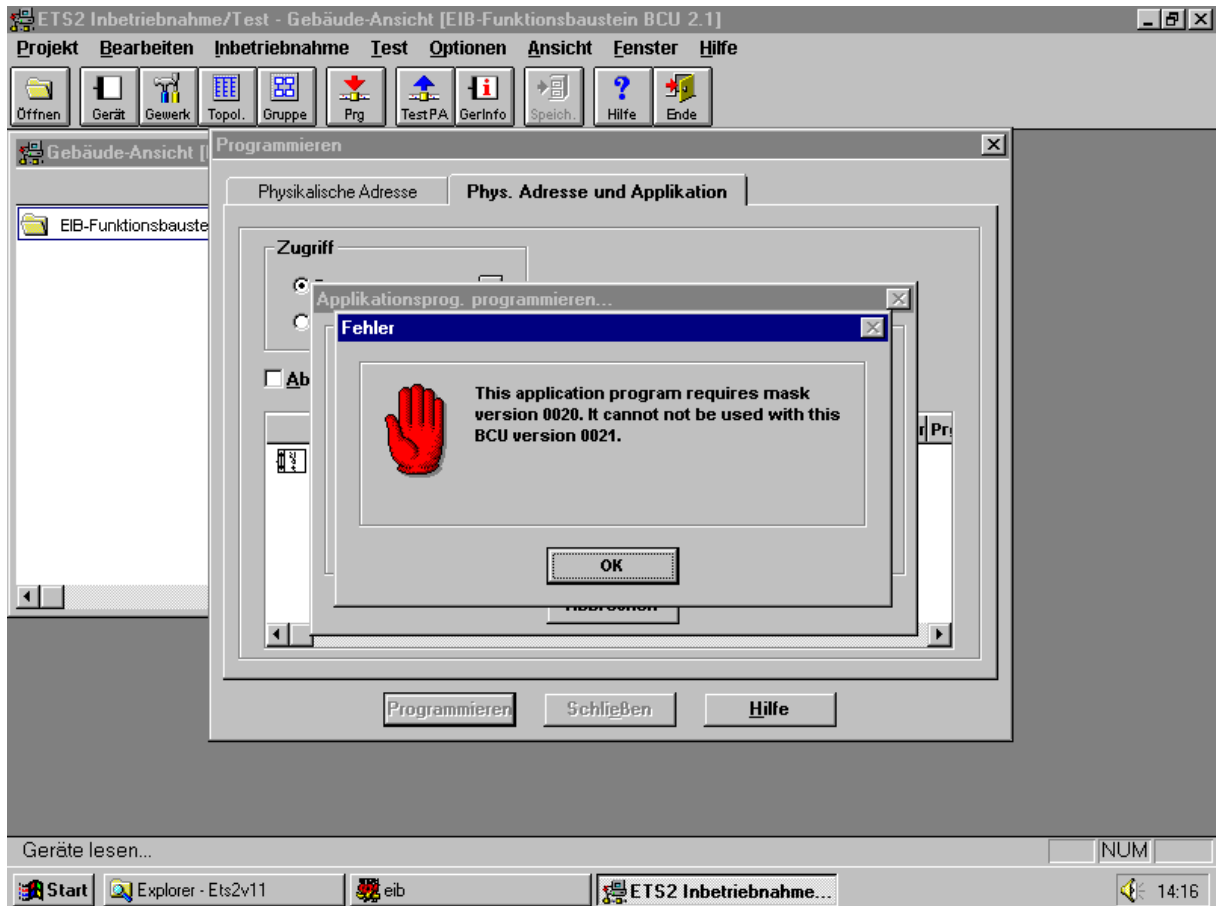 ETS2 Inbetriebnahme/Test - Gebäude-Ansicht [EIB-Funktionsbaustein BCU 2.1]
Projekt Bearbeiten Inbetriebnahme Test Optionen Ansicht Fenster Hilfe
Öffnen Gerät Gewerk Topol. Gruppe Prg TestPA GerInfo Speich. Hilfe Ende
Gebäude-Ansicht [
Programmieren
Physikalische Adresse Phys. Adresse und Applikation
EIB-Funktionsbauste
Zugriff
Applikationsprog. programmieren...
Fehler
Ab
This application program requires mask
version 0020. It cannot not be used with this
BCU version 0021.
r Pr
OK
Programmieren Schließen Hilfe
Geräte lesen...
NUM
Start Explorer - Ets2v11 eib ETS2 Inbetriebnahme... 14:16